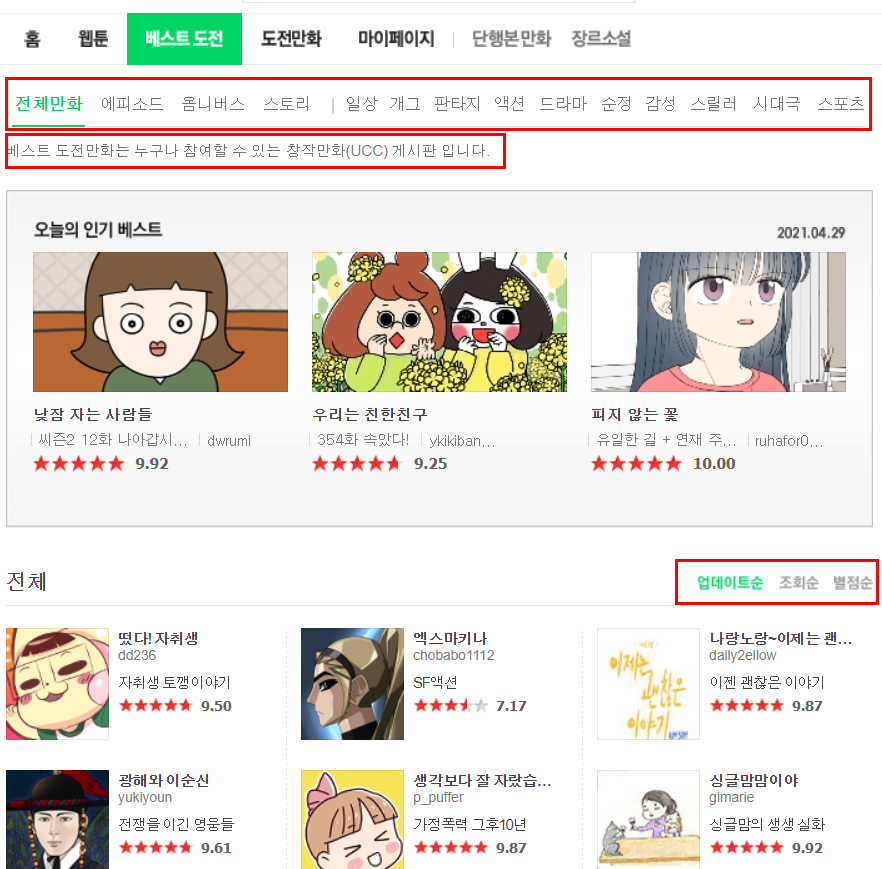 홈 웹툰 베스트 도전 도전만화 마이페이지 단행본만화 장르소설
전체만화 에피소드 옴니버스 스토리 | 일상 개그 판타지 액션 드라마 순정 감성 스릴러 시대극 스포츠
베스트 도전만화는 누구나 참여할 수 있는 창작만화(UCC) 게시판 입니다.
오늘의 인기 베스트 2021.04.29
낮잠 자는 사람들
씨즌2 12화 나아갑시... dwrumi
9.92
우리는 친한친구
354화 속았다! ykikiban...
9.25
피지 않는 꽃
유일한 길 + 연재 주... ruhafor0...
10.00
전체 업데이트순 조회순 별점순
떴다! 자취생
dd236
자취생 토깽이야기
9.50
엑스마키나
chobabo1112
SF액션
7.17
나랑노랑~이제는 괜...
daily2ellow
이젠 괜찮은 이야기
9.87
이제는
괜찮은
이야기
광해와 이순신
yukiyoun
전쟁을 이긴 영웅들
9.61
생각보다 잘 자랐습...
p_puffer
가정폭력 그후10년
9.87
싱글맘맘이야
gimarie
싱글맘의 생생 실화
9.92